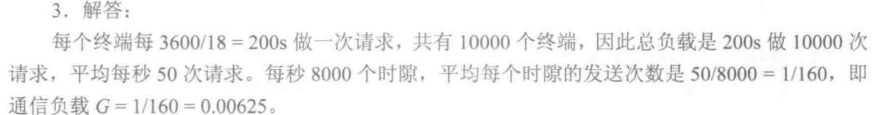 3．解答：
每个终端每 3600/18 = 200s 做一次请求，共有 10000 个终端，因此总负载是 200s 做 10000 次
请求，平均每秒 50 次请求。每秒 8000 个时隙，平均每个时隙的发送次数是 50/8000 = 1/160，即
通信负载 G = 1/160 = 0.00625。